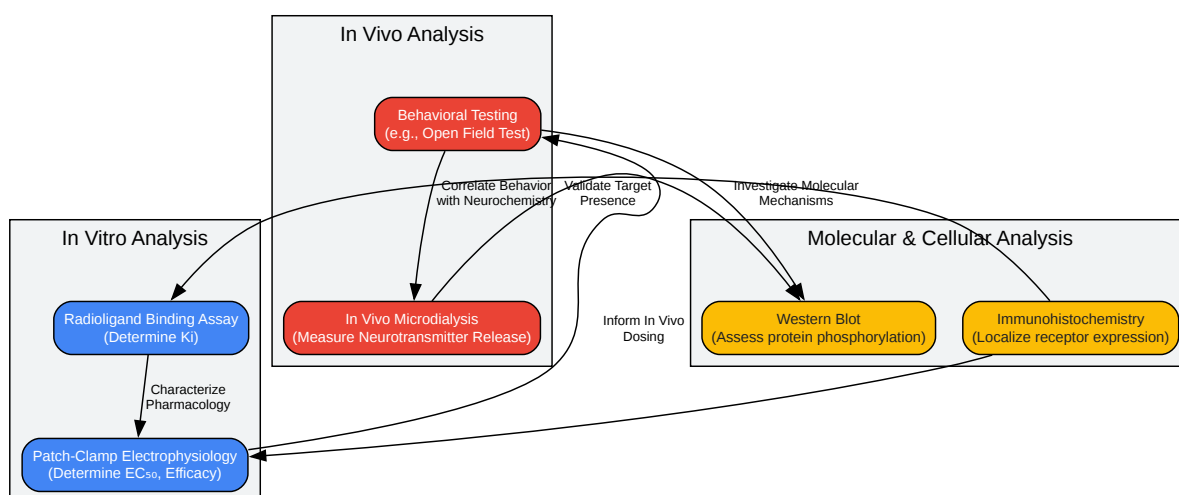 In Vivo Analysis
Behavioral Testing
(e.g., Open Field Test)
Correlate Behavior
with Neurochemistry
Validate Target
Presence
Investigate Molecular
Mechanisms
In Vitro Analysis
Molecular & Cellular Analysis
Radioligand Binding Assay
(Determine Ki)
In Vivo Microdialysis
(Measure Neurotransmitter Release)
Inform In Vivo
Dosing
Western Blot
(Assess protein phosphorylation)
Immunohistochemistry
(Localize receptor expression)
Characterize
Pharmacology
Patch-Clamp Electrophysiology
(Determine EC₅₀, Efficacy)